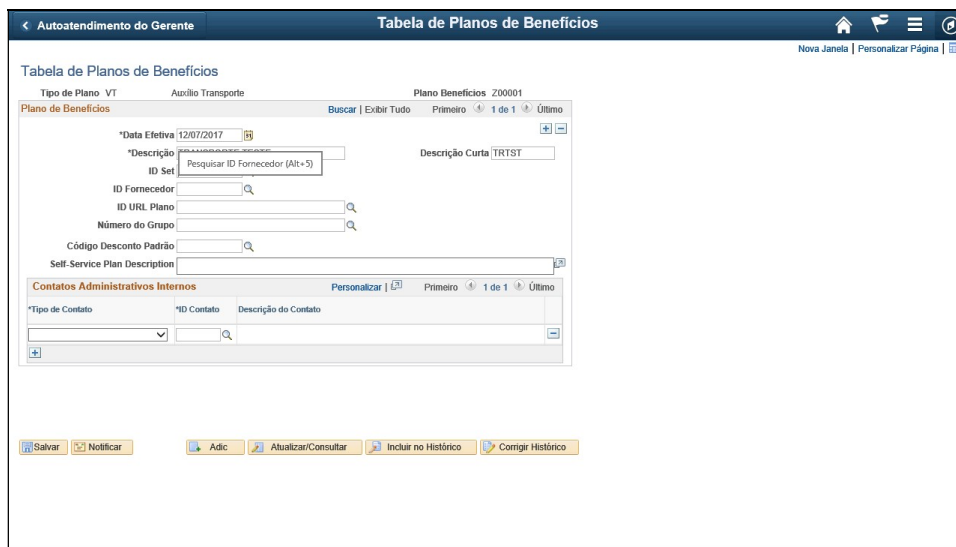 Autoatendimento do Gerente Tabela de Planos de Benefícios
Nova Janela | Personalizar Página |
Tabela de Planos de Benefícios
Tipo de Plano VT Auxílio Transporte Plano Benefícios Z00001
Plano de Benefícios Buscar | Exibir Tudo Primeiro 1 de 1 Último
*Data Efetiva 12/07/2017
*Descrição TRANSPORTE TESTE Descrição Curta TRTST
Pesquisar ID Fornecedor (Alt+5)
ID Set
ID Fornecedor
ID URL Plano
Número do Grupo
Código Desconto Padrão
Self-Service Plan Description
Contatos Administrativos Internos Personalizar | Primeiro 1 de 1 Último
*Tipo de Contato *ID Contato Descrição do Contato
Salvar Notificar Adic Atualizar/Consultar Incluir no Histórico Corrigir Histórico